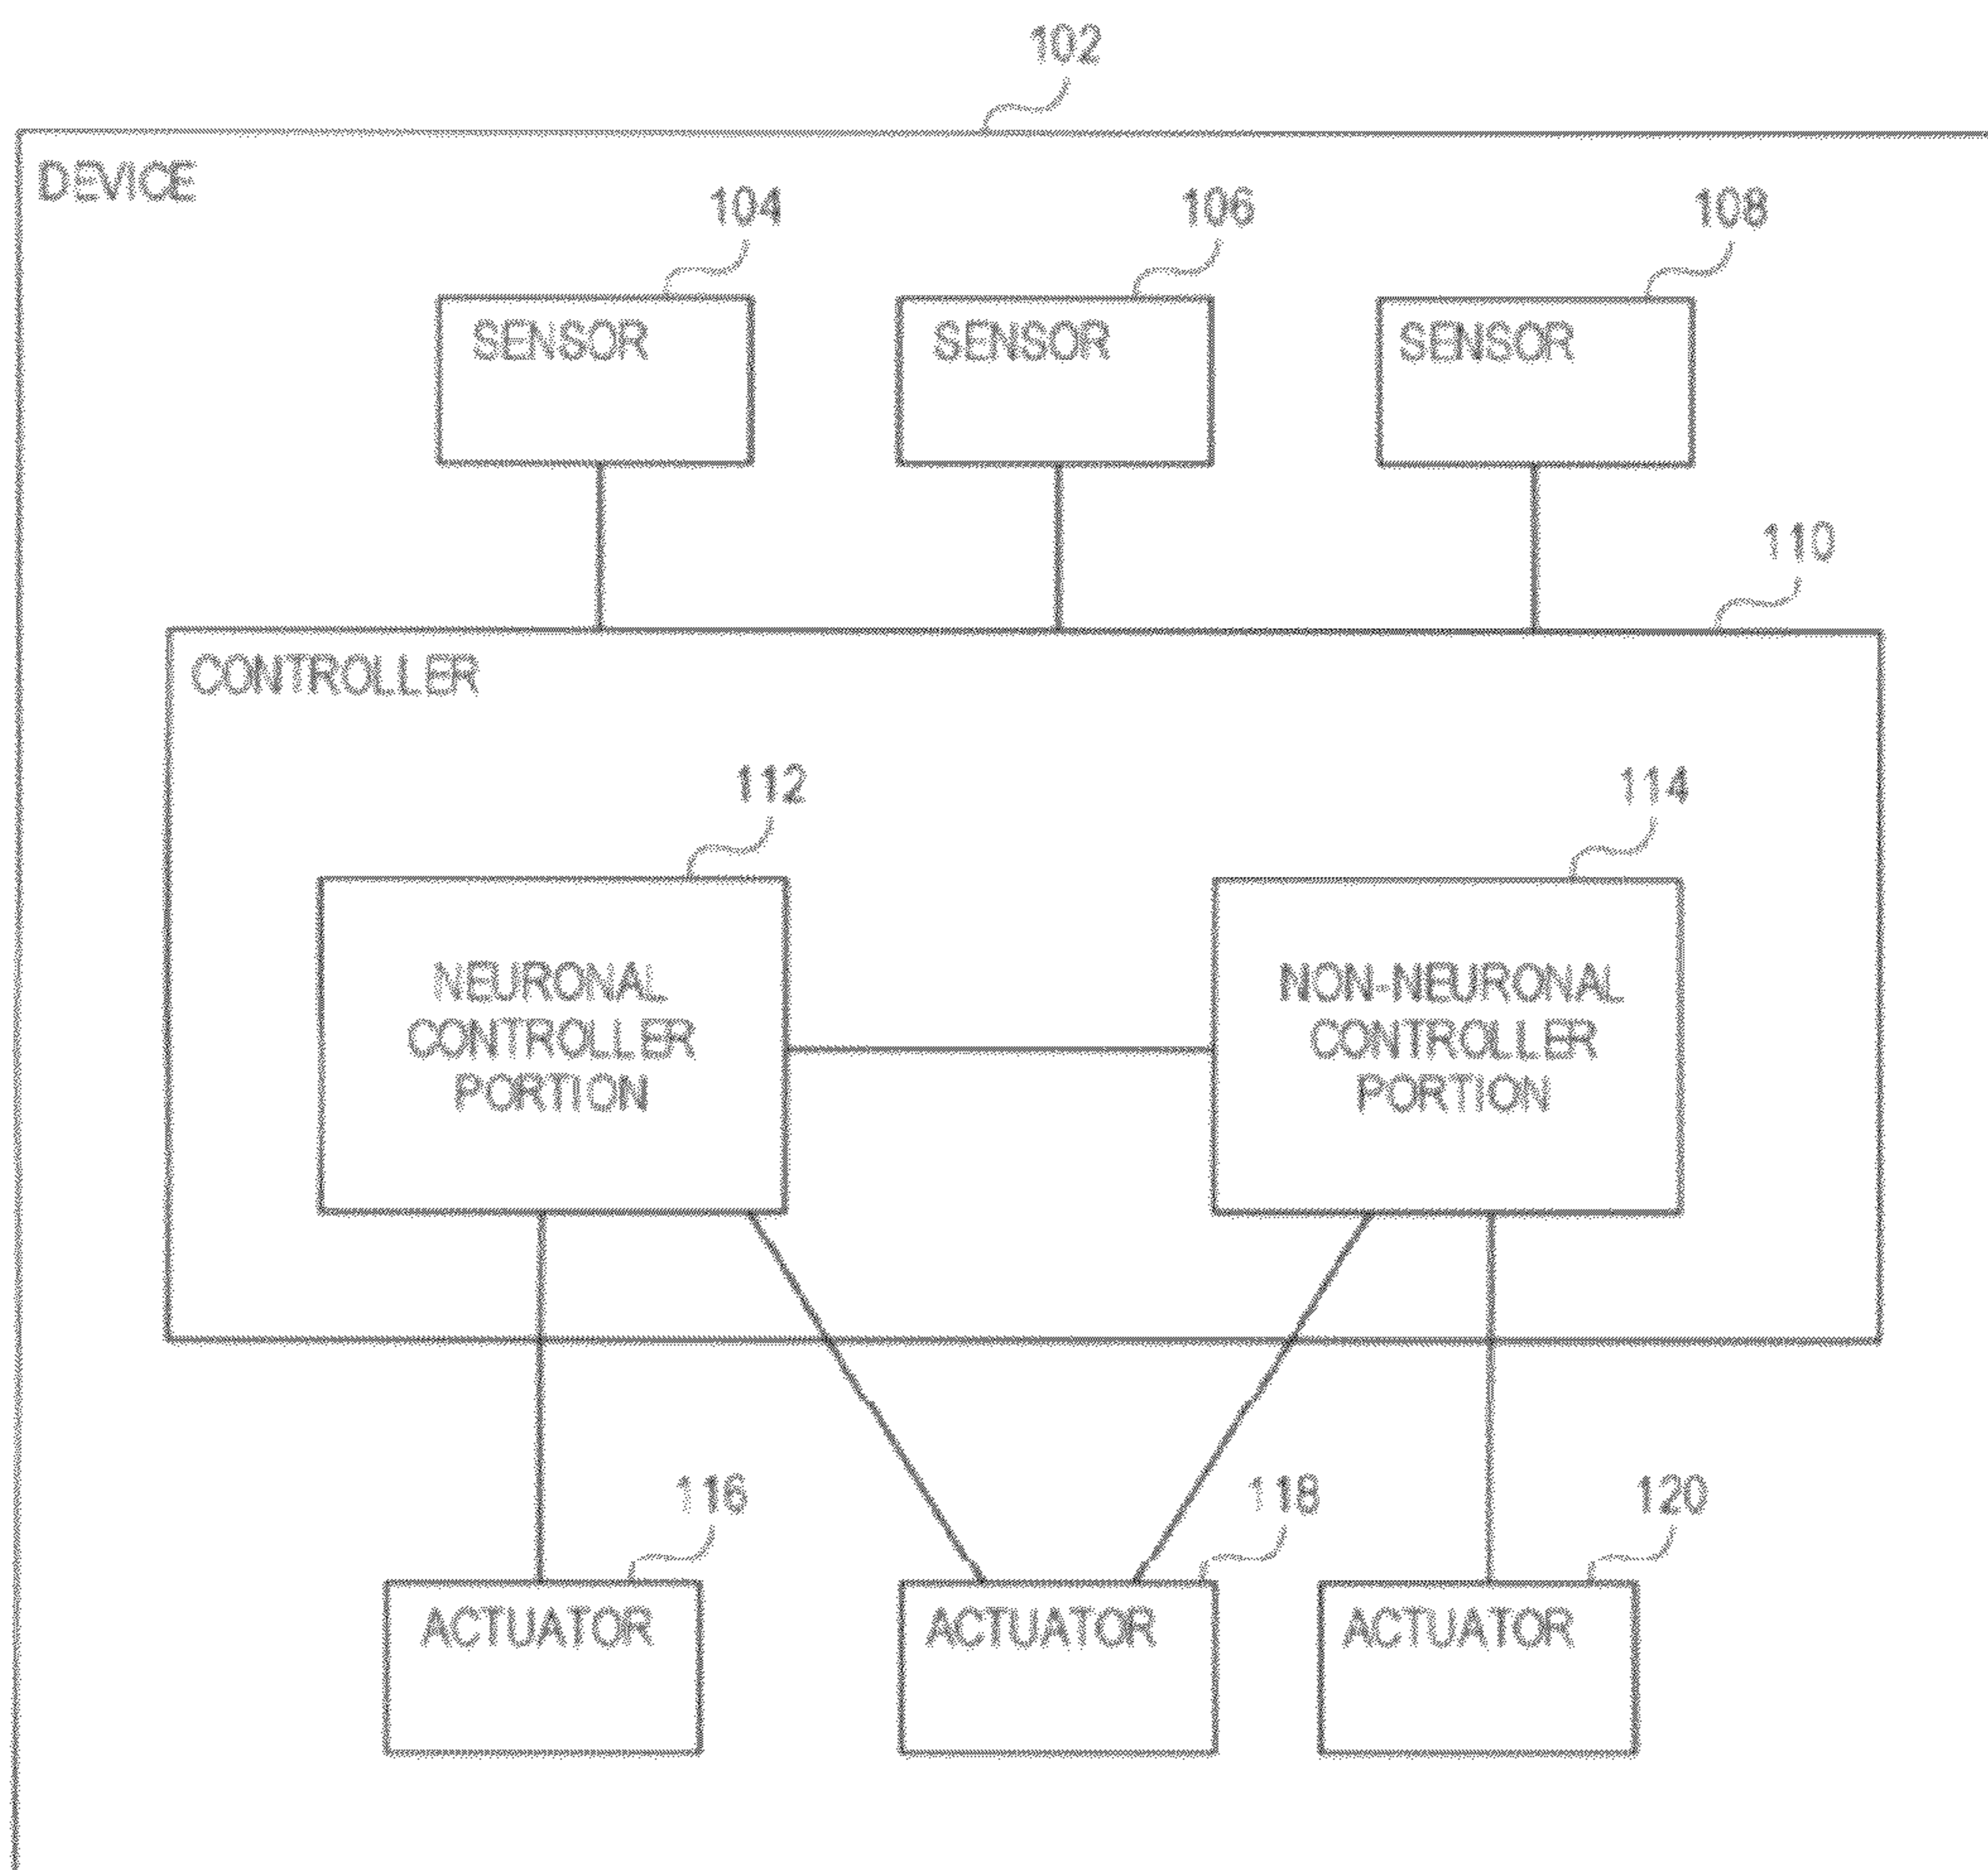 102
DEVICE
104
106
108
SENSOR
SENSOR
SENSOR
110
CONTROLLER
112
114
NEURONAL
CONTROLLER
PORTION
NON-NEURONAL
CONTROLLER
PORTION
116
118
120
ACTUATOR
ACTUATOR
ACTUATOR